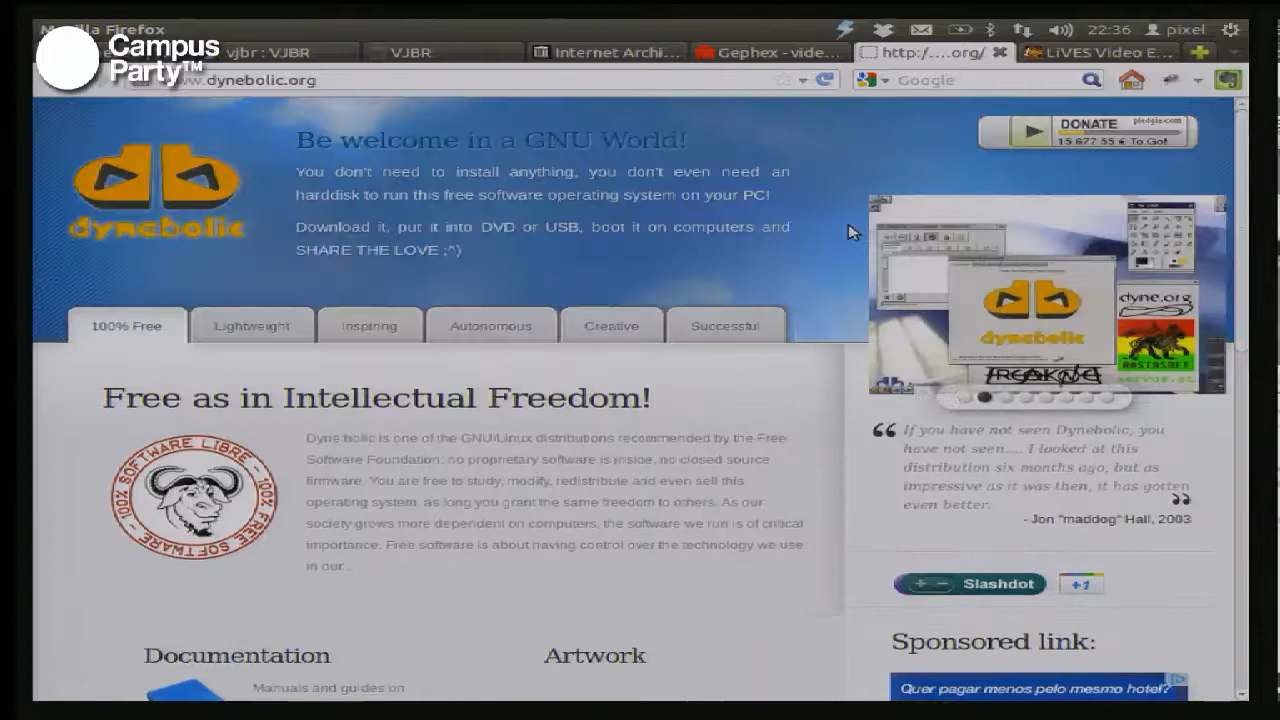 Mozilla Firefox
22:36
pixel
Campus
Party™
vjbr : VJBR
VJBR
Internet Archi...
Gephex - vide...
http:/....org/
LiVES Video E...
www.dynebolic.org
Google
Be welcome in a GNU World!
You don't need to install anything, you don't even need an
harddisk to run this free software operating system on your PC!
Download it, put it into DVD or USB, boot it on computers and
SHARE THE LOVE ;^)
dynebolic
DONATE
pledgie.com
15 677.55 € To Go!
dyne.org
dynebolic
RASTASOFT
100% Free
Lightweight
Inspiring
Autonomous
Creative
Successful
Free as in Intellectual Freedom!
100% SOFTWARE LIBRE - 100% FREE SOFTWARE -
Dyne:bolic is one of the GNU/Linux distributions recommended by the Free
Software Foundation: no proprietary software is inside, no closed source
firmware. You are free to study, modify, redistribute and even sell this
operating system, as long you grant the same freedom to others. As our
society grows more dependent on computers, the software we run is of critical
importance. Free software is about having control over the technology we use
in our...
If you have not seen Dynebolic, you
have not seen.... I looked at this
distribution six months ago, but as
impressive as it was then, it has gotten
even better.
- Jon "maddog" Hall, 2003
Slashdot
+1
Sponsored link:
Quer pagar menos pelo mesmo hotel?
Documentation
Artwork
Manuals and guides on